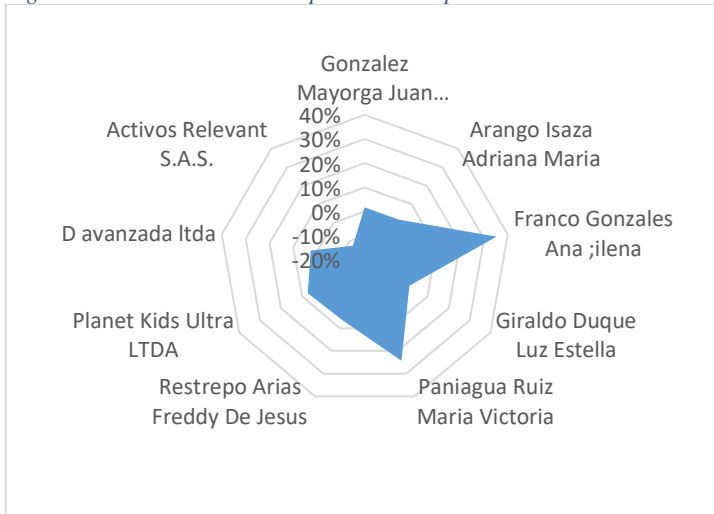 Gonzalez
Mayorga Juan...
40%
30%
20%
10%
0%
-10%
-20%
Arango Isaza
Adriana Maria
Franco Gonzales
Ana ;ilena
Giraldo Duque
Luz Estella
Paniagua Ruiz
Maria Victoria
Restrepo Arias
Freddy De Jesus
Planet Kids Ultra
LTDA
D avanzada ltda
Activos Relevant
S.A.S.